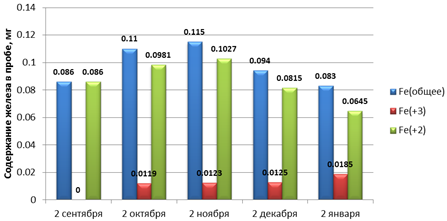 Содержание железа в пробе, мг
0.14
0.12
0.1
0.08
0.06
0.04
0.02
0
0.086
0
0.086
0.11
0.0119
0.0981
0.115
0.0123
0.1027
0.094
0.0125
0.0815
0.083
0.0185
0.0645
2 сентября
2 октября
2 ноября
2 декабря
2 января
Fe(общее)
Fe(+3)
Fe(+2)